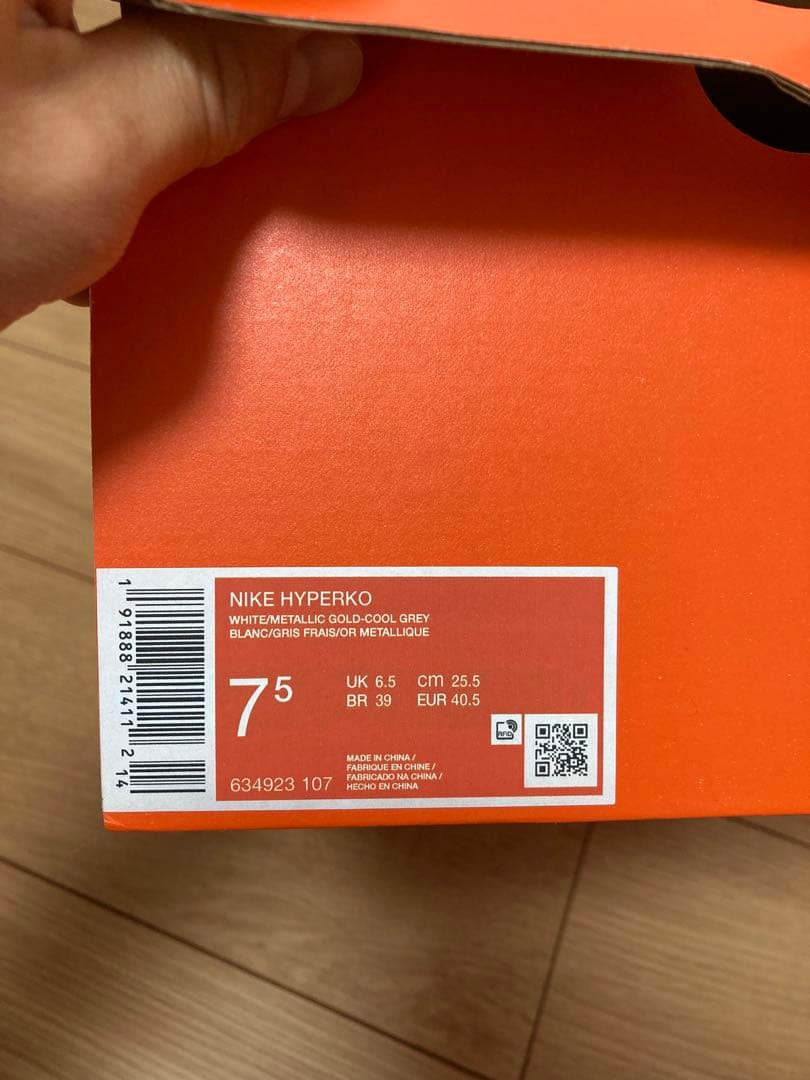 NIKE HYPERKO
WHITE/METALLIC GOLD-COOL GREY
BLANC/GRIS FRAIS/OR METALLIQUE
7⁵
UK 6.5 cm 25.5
BR 39 EUR 40.5
RFID
MADE IN CHINA /
FABRIQUE EN CHINE /
FABRICADO NA CHINA /
HECHO EN CHINA
634923 107
1 91888 21411 2 14